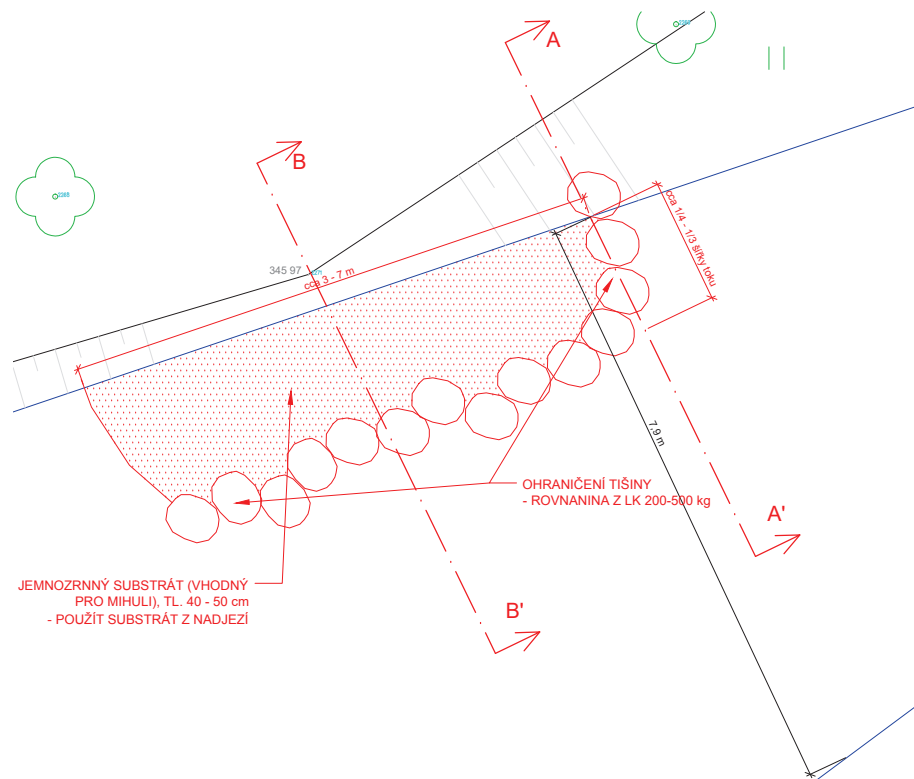 A
B
345 97
cca 3 - 7 m
cca 1/4 - 1/3 šířky toku
7.9 m
OHRANIČENÍ TIŠINY
- ROVNANINA Z LK 200-500 kg
A'
JEMNOZRNNÝ SUBSTRÁT (VHODNÝ
PRO MIHULI), TL. 40 - 50 cm
- POUŽÍT SUBSTRÁT Z NADJEZÍ
B'